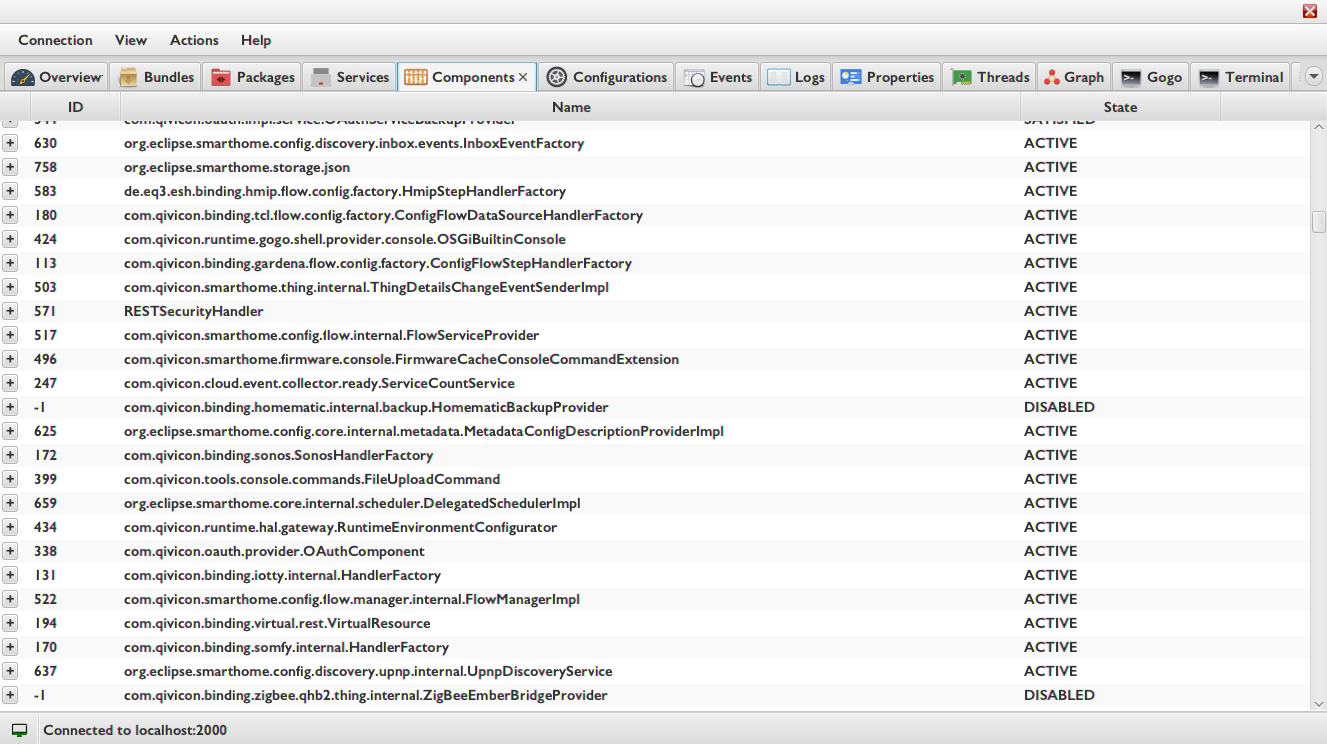 Connection View Actions Help
Overview Bundles Packages Services Components Configurations Events Logs Properties Threads Graph Gogo Terminal
ID Name State
com.qivicon.oauth.impl.service.OAuthServiceBackupProvider SATISFIED
630 org.eclipse.smarthome.config.discovery.inbox.events.InboxEventFactory ACTIVE
758 org.eclipse.smarthome.storage.json ACTIVE
583 de.eq3.esh.binding.hmip.flow.config.factory.HmipStepHandlerFactory ACTIVE
180 com.qivicon.binding.tcl.flow.config.factory.ConfigFlowDataSourceHandlerFactory ACTIVE
424 com.qivicon.runtime.gogo.shell.provider.console.OSGiBuiltinConsole ACTIVE
113 com.qivicon.binding.gardena.flow.config.factory.ConfigFlowStepHandlerFactory ACTIVE
503 com.qivicon.smarthome.thing.internal.ThingDetailsChangeEventSenderImpl ACTIVE
571 RESTSecurityHandler ACTIVE
517 com.qivicon.smarthome.config.flow.internal.FlowServiceProvider ACTIVE
496 com.qivicon.smarthome.firmware.console.FirmwareCacheConsoleCommandExtension ACTIVE
247 com.qivicon.cloud.event.collector.ready.ServiceCountService ACTIVE
-1 com.qivicon.binding.homematic.internal.backup.HomematicBackupProvider DISABLED
625 org.eclipse.smarthome.config.core.internal.metadata.MetadataConfigDescriptionProviderImpl ACTIVE
172 com.qivicon.binding.sonos.SonosHandlerFactory ACTIVE
399 com.qivicon.tools.console.commands.FileUploadCommand ACTIVE
659 org.eclipse.smarthome.core.internal.scheduler.DelegatedSchedulerImpl ACTIVE
434 com.qivicon.runtime.hal.gateway.RuntimeEnvironmentConfigurator ACTIVE
338 com.qivicon.oauth.provider.OAuthComponent ACTIVE
131 com.qivicon.binding.iotty.internal.HandlerFactory ACTIVE
522 com.qivicon.smarthome.config.flow.manager.internal.FlowManagerImpl ACTIVE
194 com.qivicon.binding.virtual.rest.VirtualResource ACTIVE
170 com.qivicon.binding.somfy.internal.HandlerFactory ACTIVE
637 org.eclipse.smarthome.config.discovery.upnp.internal.UpnpDiscoveryService ACTIVE
-1 com.qivicon.binding.zigbee.qhb2.thing.internal.ZigBeeEmberBridgeProvider DISABLED
Connected to localhost:2000